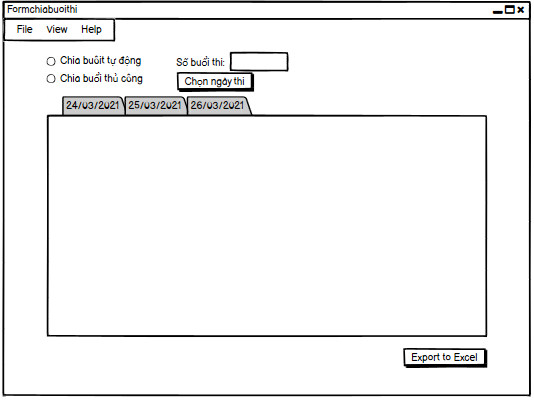 Formchiabuoithi
File View Help
Chia buôit tự động
Số buổi thi:
Chia buổi thủ công
Chọn ngày thi
24/03/2021 25/03/2021 26/03/2021
Export to Excel